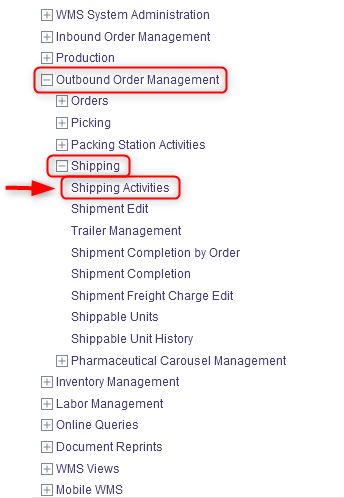 WMS System Administration
Inbound Order Management
Production
Outbound Order Management
Orders
Picking
Packing Station Activities
Shipping
Shipping Activities
Shipment Edit
Trailer Management
Shipment Completion by Order
Shipment Completion
Shipment Freight Charge Edit
Shippable Units
Shippable Unit History
Pharmaceutical Carousel Management
Inventory Management
Labor Management
Online Queries
Document Reprints
WMS Views
Mobile WMS